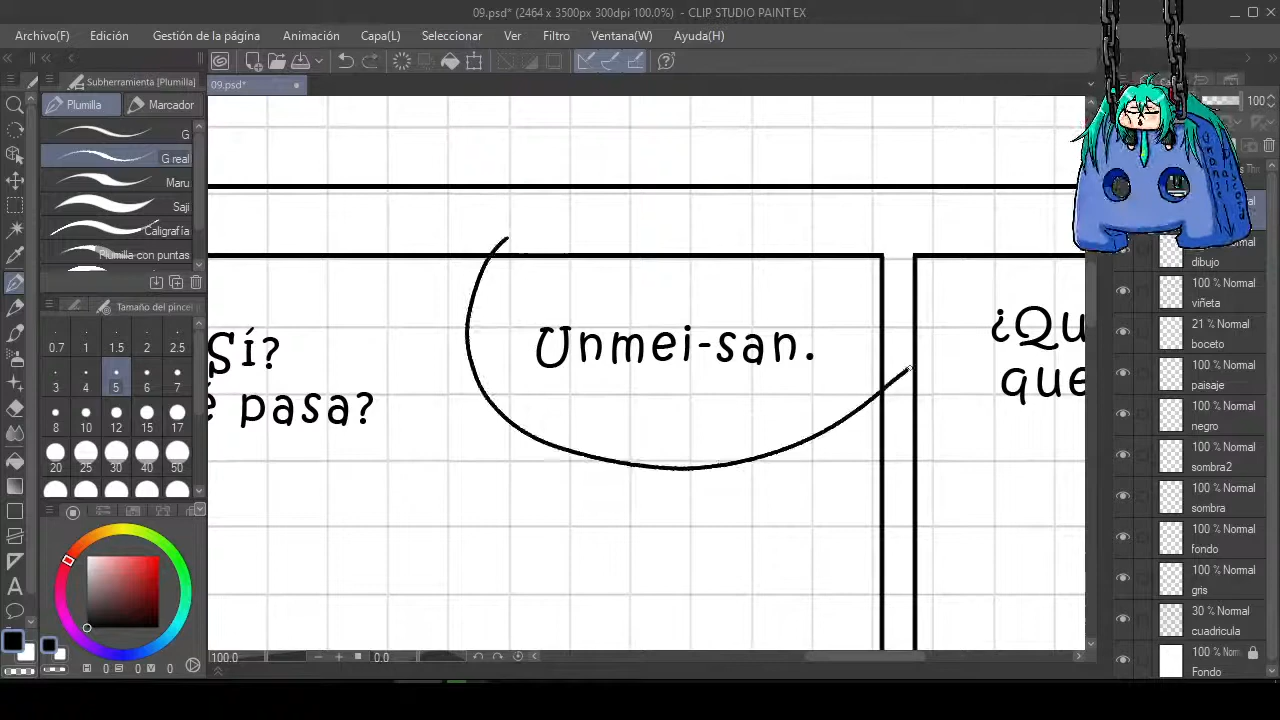 09.psd* (2464 x 3500px 300dpi 100.0%) - CLIP STUDIO PAINT EX
Archivo(F) Edición Gestión de la página Animación Capa(L) Seleccionar Ver Filtro Ventana(W) Ayuda(H)
Subherramienta [Plumilla]
09.psd*
Plumilla Marcador
G
G real
Maru
Saji
Caligrafía
Plumilla con puntas
Tamaño del pincel
0.7 1 1.5 2 2.5
3 4 5 6 7
8 10 12 15 17
20 25 30 40 50
H 0 S 0 V 0
Sí?
é pasa?
Unmei-san.
¿Qu
que
100.0 0.0
100
dibujo
100 % Normal
viñeta
21 % Normal
boceto
100 % Normal
paisaje
100 % Normal
negro
100 % Normal
sombra2
100 % Normal
sombra
100 % Normal
fondo
100 % Normal
gris
30 % Normal
cuadricula
100 % Norm
Fondo